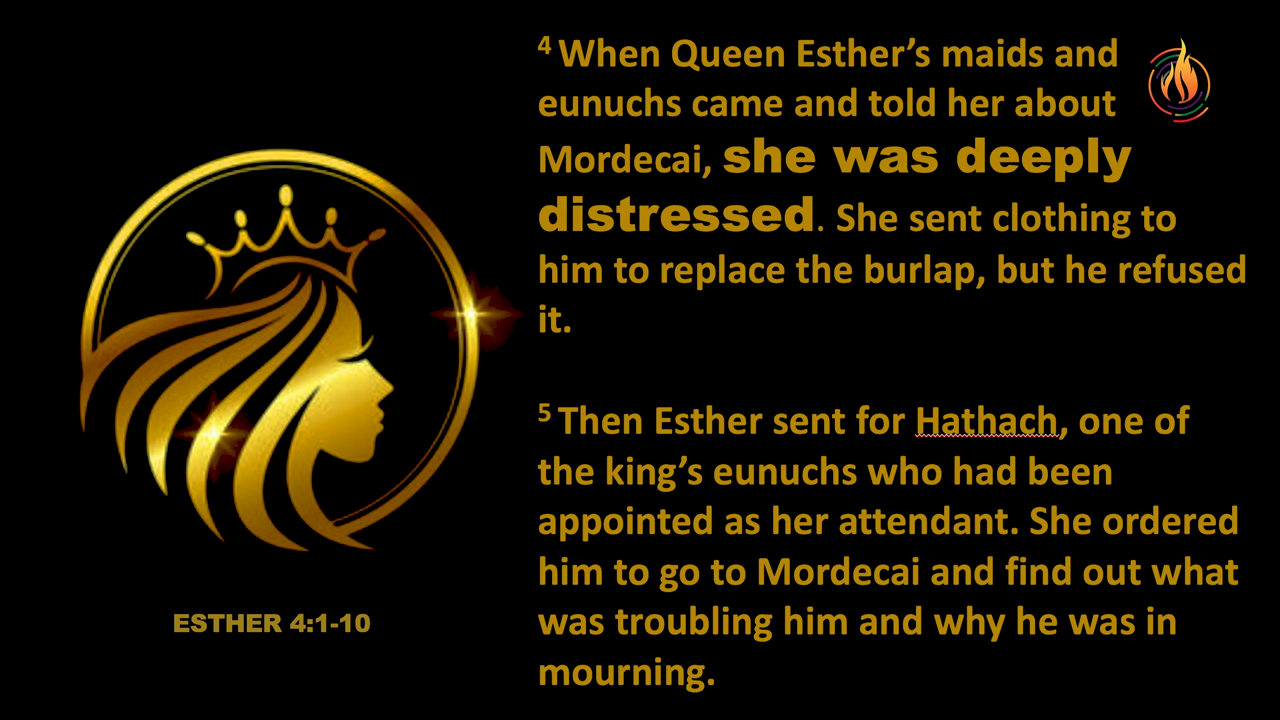 ⁴ When Queen Esther’s maids and
eunuchs came and told her about
Mordecai, she was deeply
distressed. She sent clothing to
him to replace the burlap, but he refused
it.
⁵ Then Esther sent for Hathach, one of
the king’s eunuchs who had been
appointed as her attendant. She ordered
him to go to Mordecai and find out what
was troubling him and why he was in
mourning.
ESTHER 4:1-10